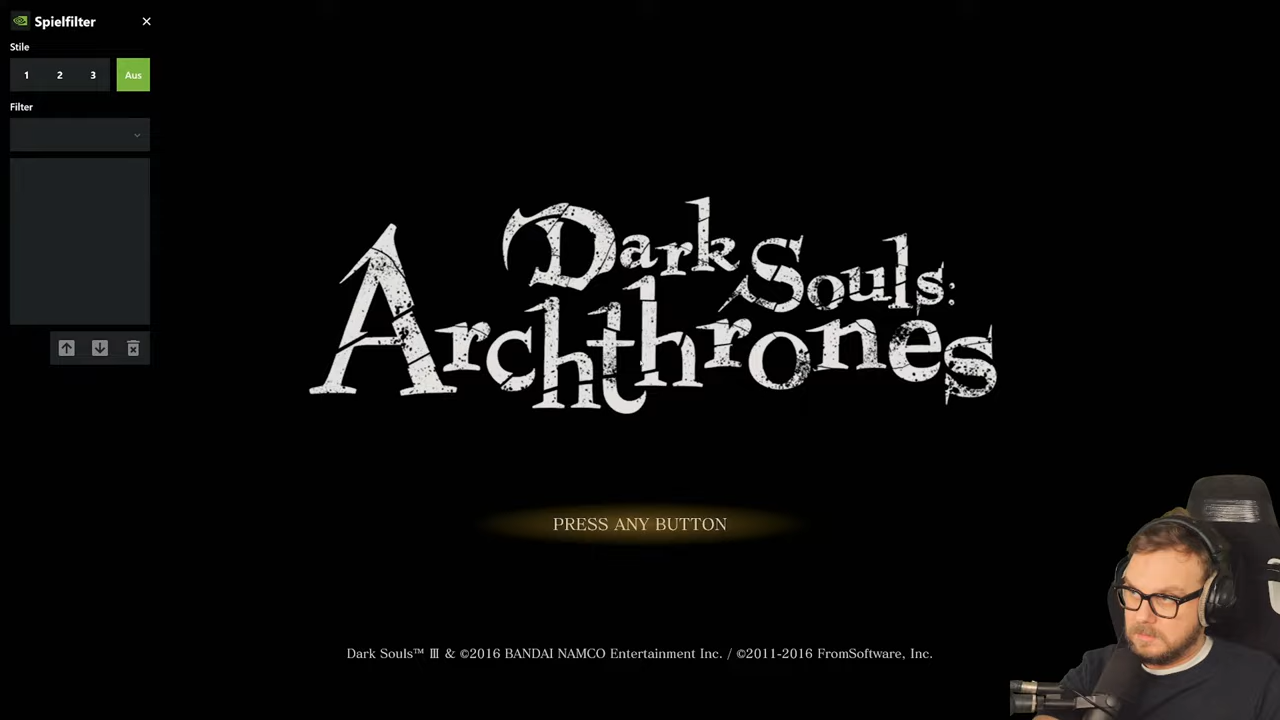 Spielfilter
Stile
1 2 3 Aus
Filter
Dark Souls:
Archthrones
PRESS ANY BUTTON
Dark Souls™ III & ©2016 BANDAI NAMCO Entertainment Inc. / ©2011-2016 FromSoftware, Inc.